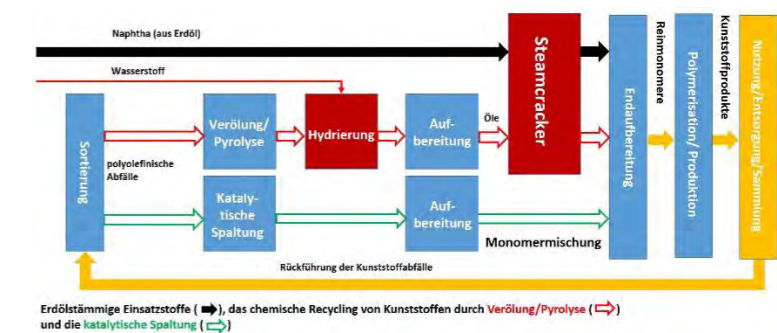 Naphtha (aus Erdöl)
Wasserstoff
Sortierung
polyolefinische
Abfälle
Verölung/
Pyrolyse
Hydrierung
Auf-
bereitung
Öle
Steamcracker
Kataly-
tische
Spaltung
Auf-
bereitung
Monomermischung
Endaufbereitung
Reinmonomere
Polymerisation/
Produktion
Kunststoffprodukte
Nutzung/Entsorgung/Sammlung
Rückführung der Kunststoffabfälle
Erdölstämmige Einsatzstoffe ( ➡ ), das chemische Recycling von Kunststoffen durch Verölung/Pyrolyse ( ⇨ )
und die katalytische Spaltung ( ⇨ )